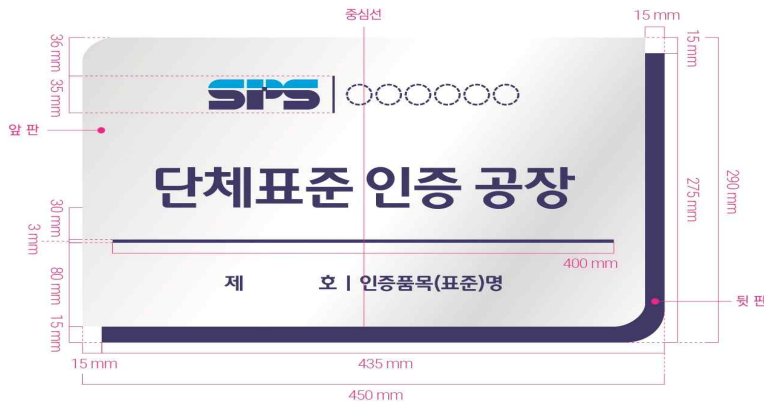 중심선
15 mm
36 mm
15 mm
35 mm
SPS
앞 판
단체표준 인증 공장
290 mm
275 mm
30 mm
3 mm
400 mm
80 mm
제 호 | 인증품목(표준)명
뒷 판
15 mm
15 mm
435 mm
450 mm